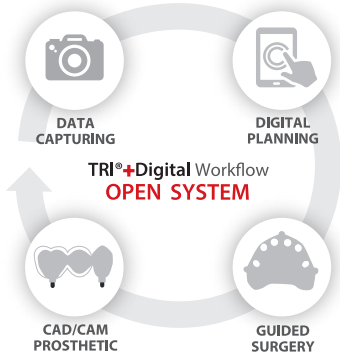 DATA
CAPTURING
DIGITAL
PLANNING
TRI®+Digital Workflow
OPEN SYSTEM
CAD/CAM
PROSTHETIC
GUIDED
SURGERY